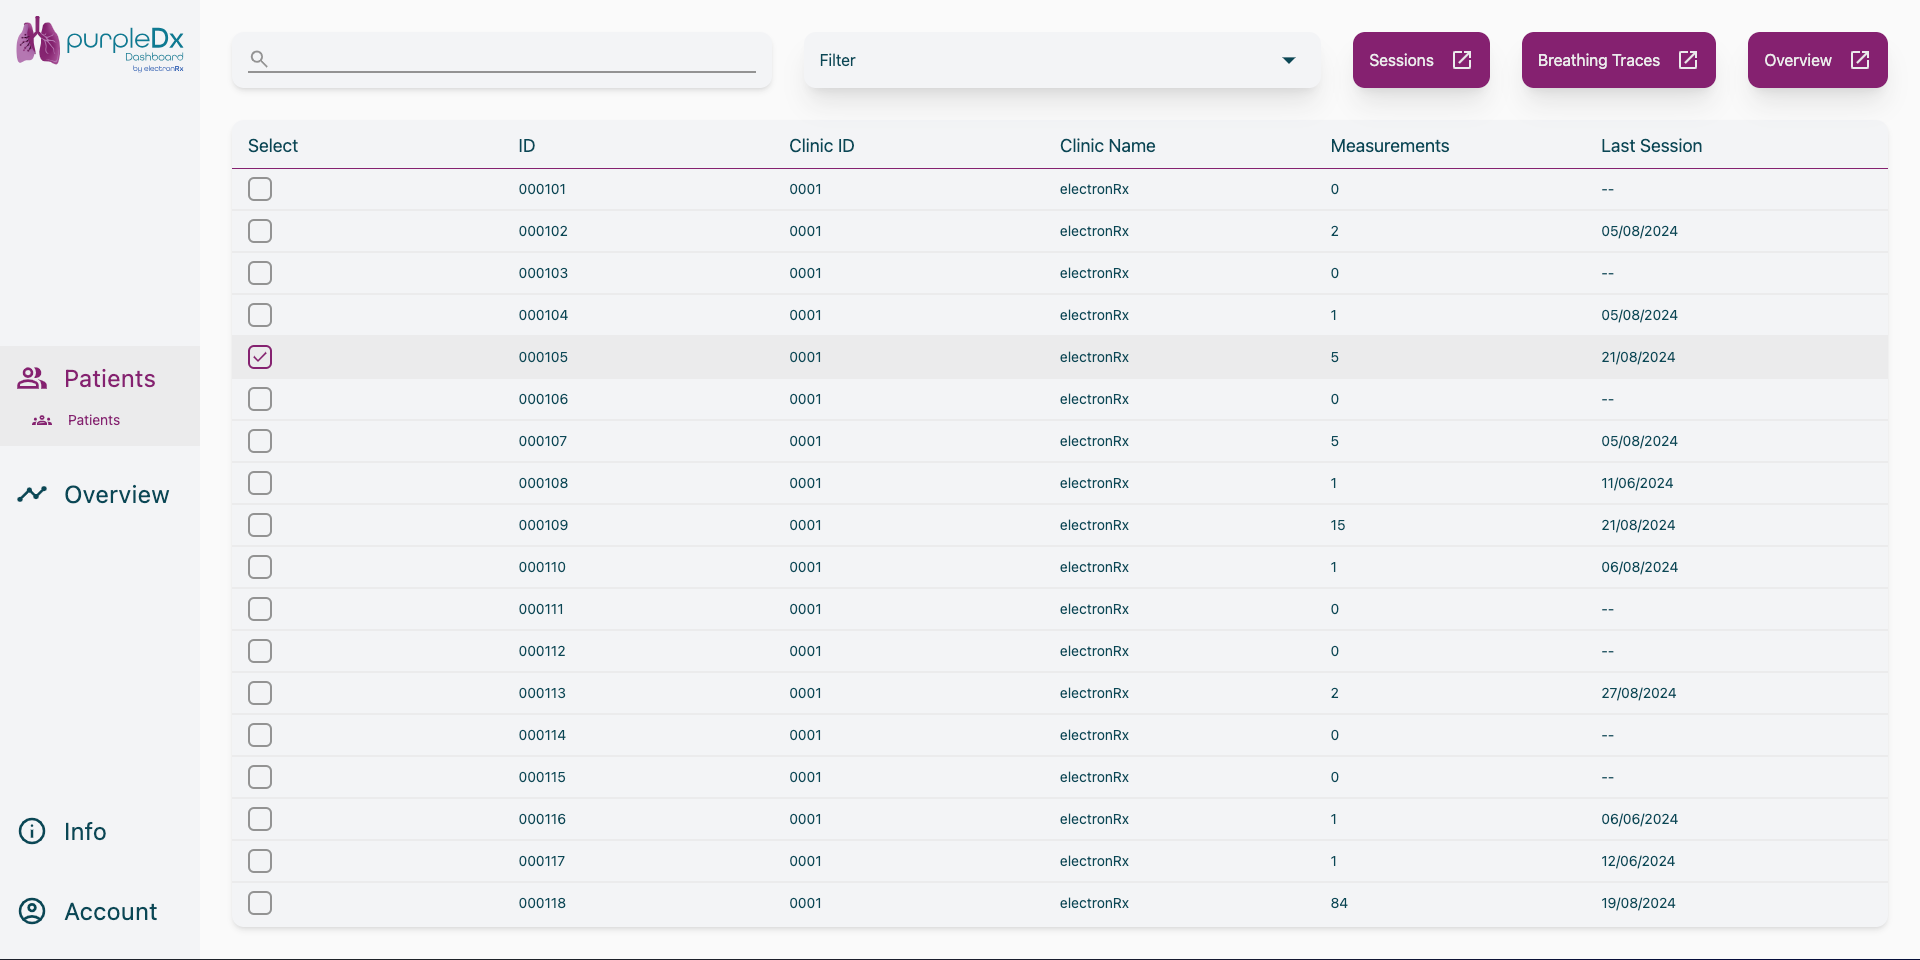 purpleDx
Dashboard
by electronRx
Filter
Sessions
Breathing Traces
Overview
Select ID Clinic ID Clinic Name Measurements Last Session
000101 0001 electronRx 0 --
000102 0001 electronRx 2 05/08/2024
000103 0001 electronRx 0 --
000104 0001 electronRx 1 05/08/2024
000105 0001 electronRx 5 21/08/2024
000106 0001 electronRx 0 --
000107 0001 electronRx 5 05/08/2024
000108 0001 electronRx 1 11/06/2024
000109 0001 electronRx 15 21/08/2024
000110 0001 electronRx 1 06/08/2024
000111 0001 electronRx 0 --
000112 0001 electronRx 0 --
000113 0001 electronRx 2 27/08/2024
000114 0001 electronRx 0 --
000115 0001 electronRx 0 --
000116 0001 electronRx 1 06/06/2024
000117 0001 electronRx 1 12/06/2024
000118 0001 electronRx 84 19/08/2024
Patients
Patients
Overview
Info
Account